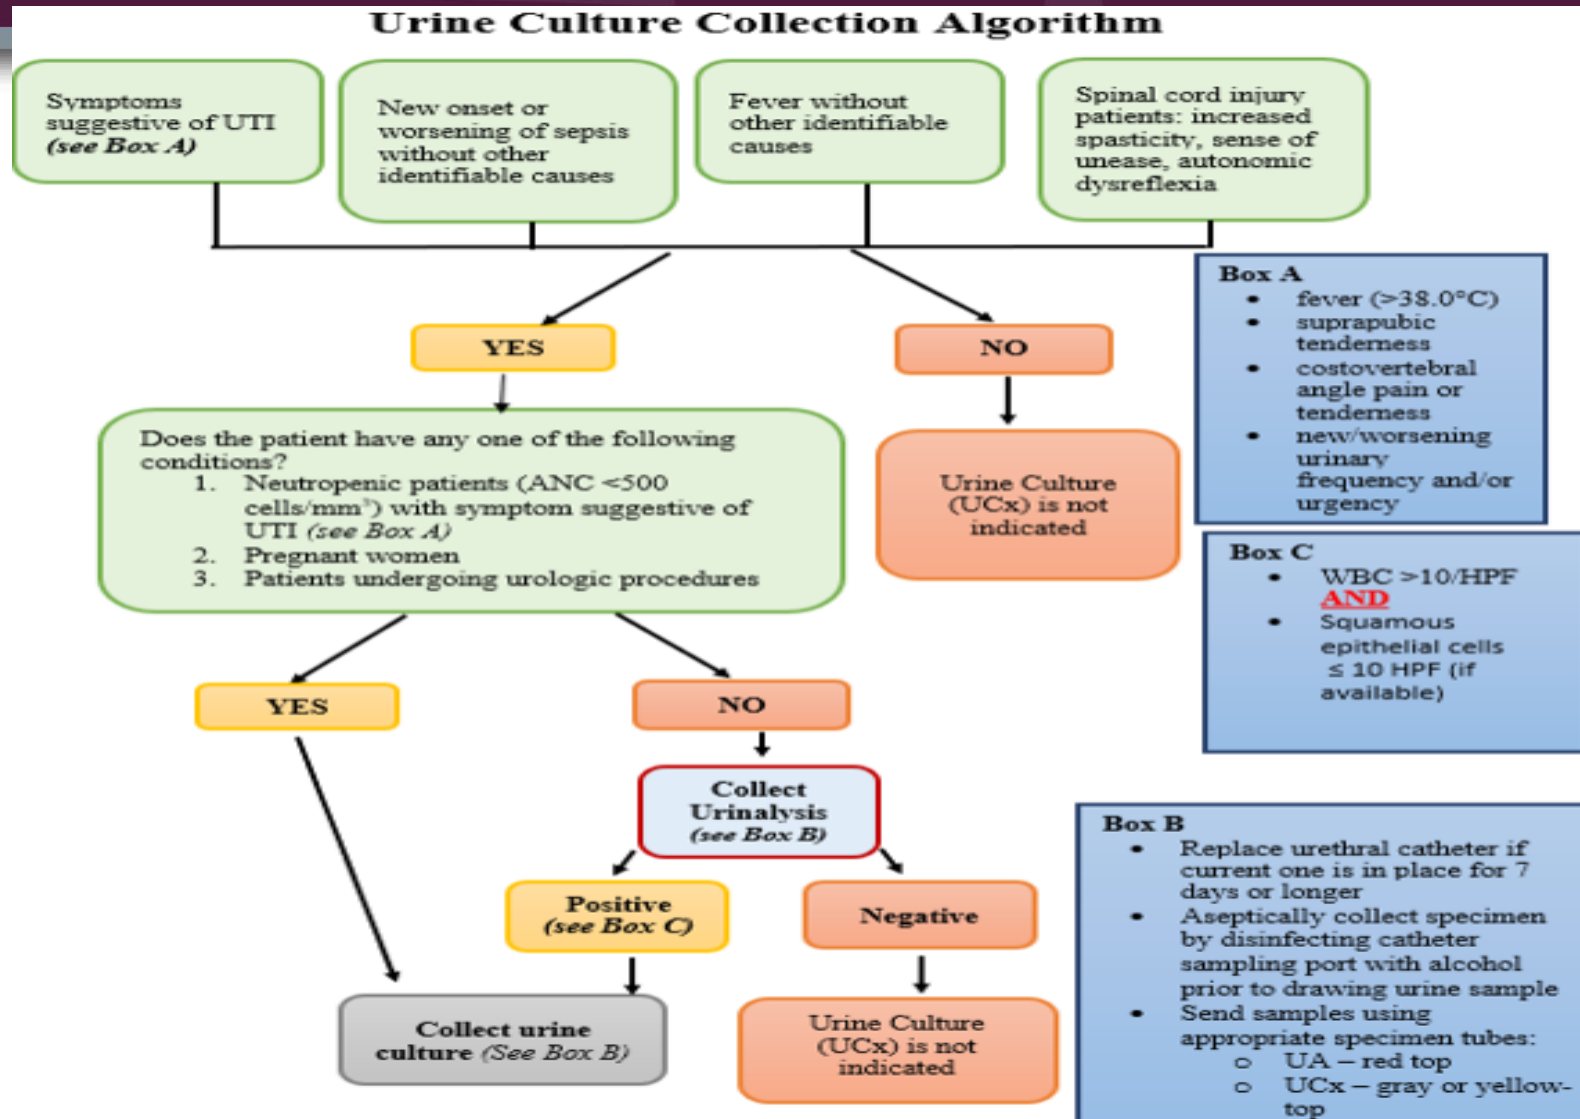 Urine Culture Collection Algorithm
Symptoms
suggestive of UTI
(see Box A)
New onset or
worsening of sepsis
without other
identifiable causes
Fever without
other identifiable
causes
Spinal cord injury
patients: increased
spasticity, sense of
unease, autonomic
dysreflexia
YES
NO
Does the patient have any one of the following
conditions?
1. Neutropenic patients (ANC <500
cells/mm³) with symptom suggestive of
UTI (see Box A)
2. Pregnant women
3. Patients undergoing urologic procedures
Urine Culture
(UCx) is not
indicated
Box A
• fever (>38.0°C)
• suprapubic
tenderness
• costovertebral
angle pain or
tenderness
• new/worsening
urinary
frequency and/or
urgency
Box C
• WBC >10/HPF
AND
• Squamous
epithelial cells
≤ 10 HPF (if
available)
YES
NO
Collect
Urinalysis
(see Box B)
Positive
(see Box C)
Negative
Collect urine
culture (See Box B)
Urine Culture
(UCx) is not
indicated
Box B
• Replace urethral catheter if
current one is in place for 7
days or longer
• Aseptically collect specimen
by disinfecting catheter
sampling port with alcohol
prior to drawing urine sample
• Send samples using
appropriate specimen tubes:
o UA – red top
o UCx – gray or yellow-
top